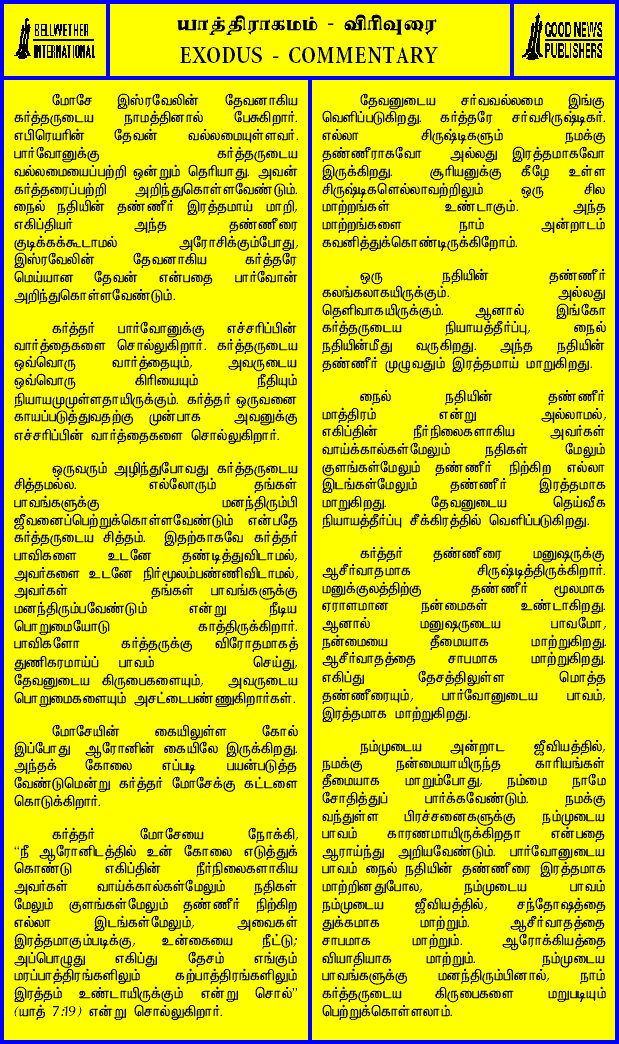 BELLWETHER
INTERNATIONAL
யாத்திராகமம் - விரிவுரை
EXODUS - COMMENTARY
GOOD NEWS
PUBLISHERS
மோசே இஸ்ரவேலின் தேவனாகிய
கர்த்தருடைய நாமத்தினால் பேசுகிறார்.
எபிரெயரின் தேவன் வல்லமையுள்ளவர்.
பார்வோனுக்கு கர்த்தருடைய
வல்லமையைப்பற்றி ஒன்றும் தெரியாது. அவன்
கர்த்தரைப்பற்றி அறிந்துகொள்ளவேண்டும்.
நைல் நதியின் தண்ணீர் இரத்தமாய் மாறி,
எகிப்தியர் அந்த தண்ணீரை
குடிக்கக்கூடாமல் அரோசிக்கும்போது,
இஸ்ரவேலின் தேவனாகிய கர்த்தரே
மெய்யான தேவன் என்பதை பார்வோன்
அறிந்துகொள்ளவேண்டும்.
கர்த்தர் பார்வோனுக்கு எச்சரிப்பின்
வார்த்தைகளை சொல்லுகிறார். கர்த்தருடைய
ஒவ்வொரு வார்த்தையும், அவருடைய
ஒவ்வொரு கிரியையும் நீதியும்
நியாயமுமுள்ளதாயிருக்கும். கர்த்தர் ஒருவனை
காயப்படுத்துவதற்கு முன்பாக அவனுக்கு
எச்சரிப்பின் வார்த்தைகளை சொல்லுகிறார்.
ஒருவரும் அழிந்துபோவது கர்த்தருடைய
சித்தமல்ல. எல்லோரும் தங்கள்
பாவங்களுக்கு மனந்திரும்பி
ஜீவனைப்பெற்றுக்கொள்ளவேண்டும் என்பதே
கர்த்தருடைய சித்தம். இதற்காகவே கர்த்தர்
பாவிகளை உடனே தண்டித்துவிடாமல்,
அவர்களை உடனே நிர்மூலம்பண்ணிவிடாமல்,
அவர்கள் தங்கள் பாவங்களுக்கு
மனந்திரும்பவேண்டும் என்று நீடிய
பொறுமையோடு காத்திருக்கிறார்.
பாவிகளோ கர்த்தருக்கு விரோதமாகத்
துணிகரமாய்ப் பாவம் செய்து,
தேவனுடைய கிருபைகளையும், அவருடைய
பொறுமைகளையும் அசட்டைபண்ணுகிறார்கள்.
மோசேயின் கையிலுள்ள கோல்
இப்போது ஆரோனின் கையிலே இருக்கிறது.
அந்தக் கோலை எப்படி பயன்படுத்த
வேண்டுமென்று கர்த்தர் மோசேக்கு கட்டளை
கொடுக்கிறார்.
கர்த்தர் மோசேயை நோக்கி,
"நீ ஆரோனிடத்தில் உன் கோலை எடுத்துக்
கொண்டு எகிப்தின் நீர்நிலைகளாகிய
அவர்கள் வாய்க்கால்கள்மேலும் நதிகள்
மேலும் குளங்கள்மேலும் தண்ணீர் நிற்கிற
எல்லா இடங்கள்மேலும், அவைகள்
இரத்தமாகும்படிக்கு, உன்கையை நீட்டு;
அப்பொழுது எகிப்து தேசம் எங்கும்
மரப்பாத்திரங்களிலும் கற்பாத்திரங்களிலும்
இரத்தம் உண்டாயிருக்கும் என்று சொல்"
(யாத் 7:19) என்று சொல்லுகிறார்.
தேவனுடைய சர்வவல்லமை இங்கு
வெளிப்படுகிறது. கர்த்தரே சர்வசிருஷ்டிகர்.
எல்லா சிருஷ்டிகளும் நமக்கு
தண்ணீராகவோ அல்லது இரத்தமாகவோ
இருக்கிறது. சூரியனுக்கு கீழே உள்ள
சிருஷ்டிகளெல்லாவற்றிலும் ஒரு சில
மாற்றங்கள் உண்டாகும். அந்த
மாற்றங்களை நாம் அன்றாடம்
கவனித்துக்கொண்டிருக்கிறோம்.
ஒரு நதியின் தண்ணீர்
கலங்கலாகயிருக்கும். அல்லது
தெளிவாகயிருக்கும். ஆனால் இங்கோ
கர்த்தருடைய நியாயத்தீர்ப்பு, நைல்
நதியின்மீது வருகிறது. அந்த நதியின்
தண்ணீர் முழுவதும் இரத்தமாய் மாறுகிறது.
நைல் நதியின் தண்ணீர்
மாத்திரம் என்று அல்லாமல்,
எகிப்தின் நீர்நிலைகளாகிய அவர்கள்
வாய்க்கால்கள்மேலும் நதிகள் மேலும்
குளங்கள்மேலும் தண்ணீர் நிற்கிற எல்லா
இடங்கள்மேலும் தண்ணீர் இரத்தமாக
மாறுகிறது. தேவனுடைய தெய்வீக
நியாயத்தீர்ப்பு சீக்கிரத்தில் வெளிப்படுகிறது.
கர்த்தர் தண்ணீரை மனுஷருக்கு
ஆசீர்வாதமாக சிருஷ்டித்திருக்கிறார்.
மனுக்குலத்திற்கு தண்ணீர் மூலமாக
ஏராளமான நன்மைகள் உண்டாகிறது.
ஆனால் மனுஷருடைய பாவமோ,
நன்மையை தீமையாக மாற்றுகிறது.
ஆசீர்வாதத்தை சாபமாக மாற்றுகிறது.
எகிப்து தேசத்திலுள்ள மொத்த
தண்ணீரையும், பார்வோனுடைய பாவம்,
இரத்தமாக மாற்றுகிறது.
நம்முடைய அன்றாட ஜீவியத்தில்,
நமக்கு நன்மையாயிருந்த காரியங்கள்
தீமையாக மாறும்போது, நம்மை நாமே
சோதித்துப் பார்க்கவேண்டும். நமக்கு
வந்துள்ள பிரச்சனைகளுக்கு நம்முடைய
பாவம் காரணமாயிருக்கிறதா என்பதை
ஆராய்ந்து அறியவேண்டும். பார்வோனுடைய
பாவம் நைல் நதியின் தண்ணீரை இரத்தமாக
மாற்றினதுபோல, நம்முடைய பாவம்
நம்முடைய ஜீவியத்தில், சந்தோஷத்தை
துக்கமாக மாற்றும். ஆசீர்வாதத்தை
சாபமாக மாற்றும். ஆரோக்கியத்தை
வியாதியாக மாற்றும். நம்முடைய
பாவங்களுக்கு மனந்திரும்பினால், நாம்
கர்த்தருடைய கிருபைகளை மறுபடியும்
பெற்றுக்கொள்ளலாம்.